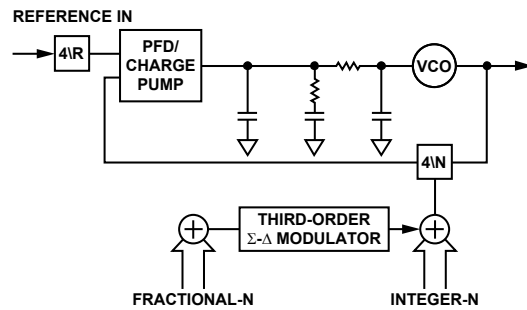 REFERENCE IN
4\R
PFD/
CHARGE
PUMP
VCO
4\N
THIRD-ORDER
Σ-Δ MODULATOR
FRACTIONAL-N
INTEGER-N